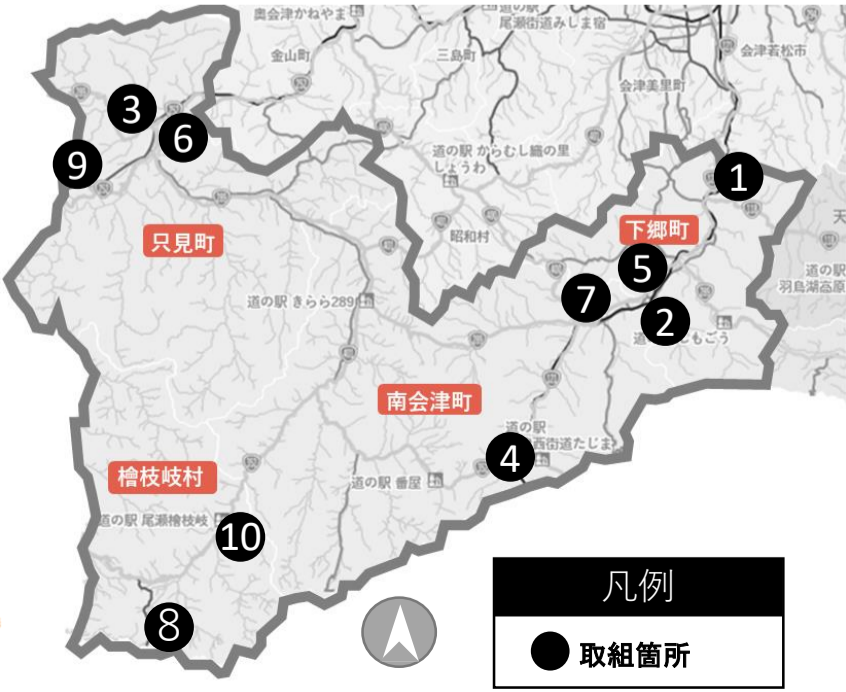 奥会津かねやま
道の駅
尾瀬街道みしま宿
金山町
三島町
会津若松市
会津美里町
3
6
9
道の駅 からむし織の里
しょうわ
1
昭和村
只見町
下郷町
5
道の駅
羽鳥湖高原
道の駅 きらら289
7
2
南会津町
道の駅
西街道たじま
4
檜枝岐村
道の駅 番屋
道の駅 尾瀬檜枝岐
10
8
凡例
取組箇所